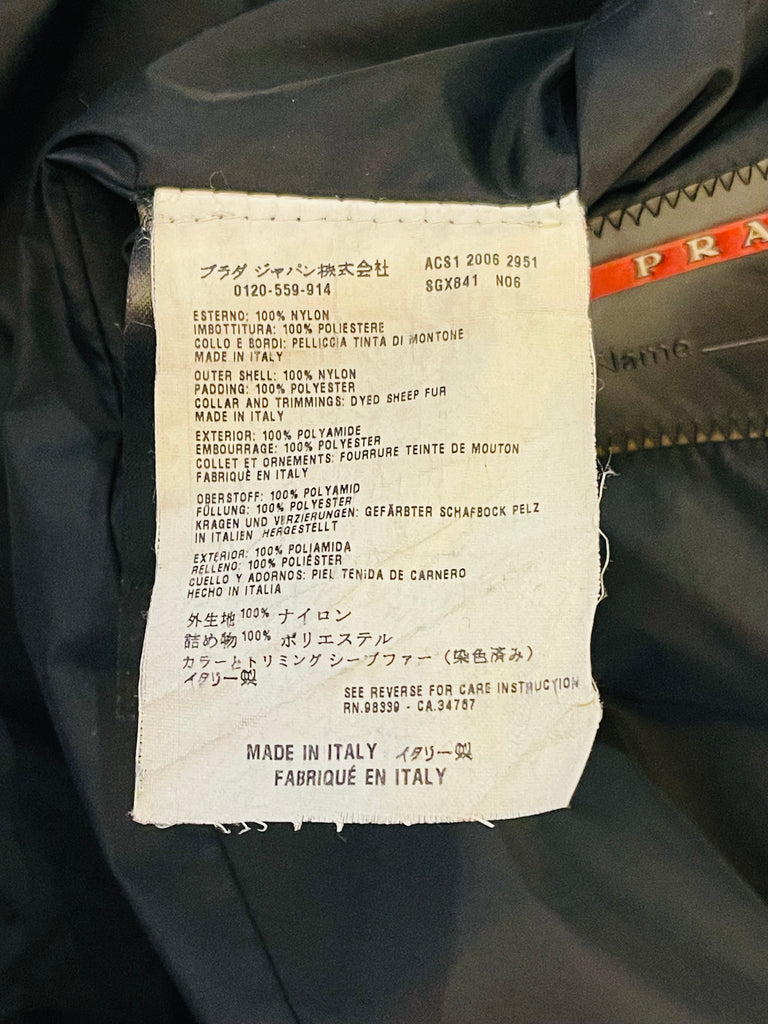 プラダ ジャパン株式会社
0120-559-914
ACS1 2006 2951
SGX841 N06
ESTERNO: 100% NYLON
IMBOTTITURA: 100% POLIESTERE
COLLO E BORDI: PELLICCIA TINTA DI MONTONE
MADE IN ITALY
OUTER SHELL: 100% NYLON
PADDING: 100% POLYESTER
COLLAR AND TRIMMINGS: DYED SHEEP FUR
MADE IN ITALY
EXTERIOR: 100% POLYAMIDE
EMBOURRAGE: 100% POLYESTER
COLLET ET ORNEMENTS: FOURRURE TEINTE DE MOUTON
FABRIQUÉ EN ITALY
OBERSTOFF: 100% POLYAMID
FÜLLUNG: 100% POLYESTER
KRAGEN UND VERZIERUNGEN: GEFÄRBTER SCHAFBOCK PELZ
IN ITALIEN HERGESTELLT
EXTERIOR: 100% POLIAMIDA
RELLENO: 100% POLIÉSTER
CUELLO Y ADORNOS: PIEL TENIDA DE CARNERO
HECHO IN ITALIA
外生地 100% ナイロン
詰め物 100% ポリエステル
カラーとトリミング シープファー (染色済み)
イタリー製
SEE REVERSE FOR CARE INSTRUCTION
RN.98339 - CA.34767
MADE IN ITALY イタリー製
FABRIQUÉ EN ITALY
PRA
Name